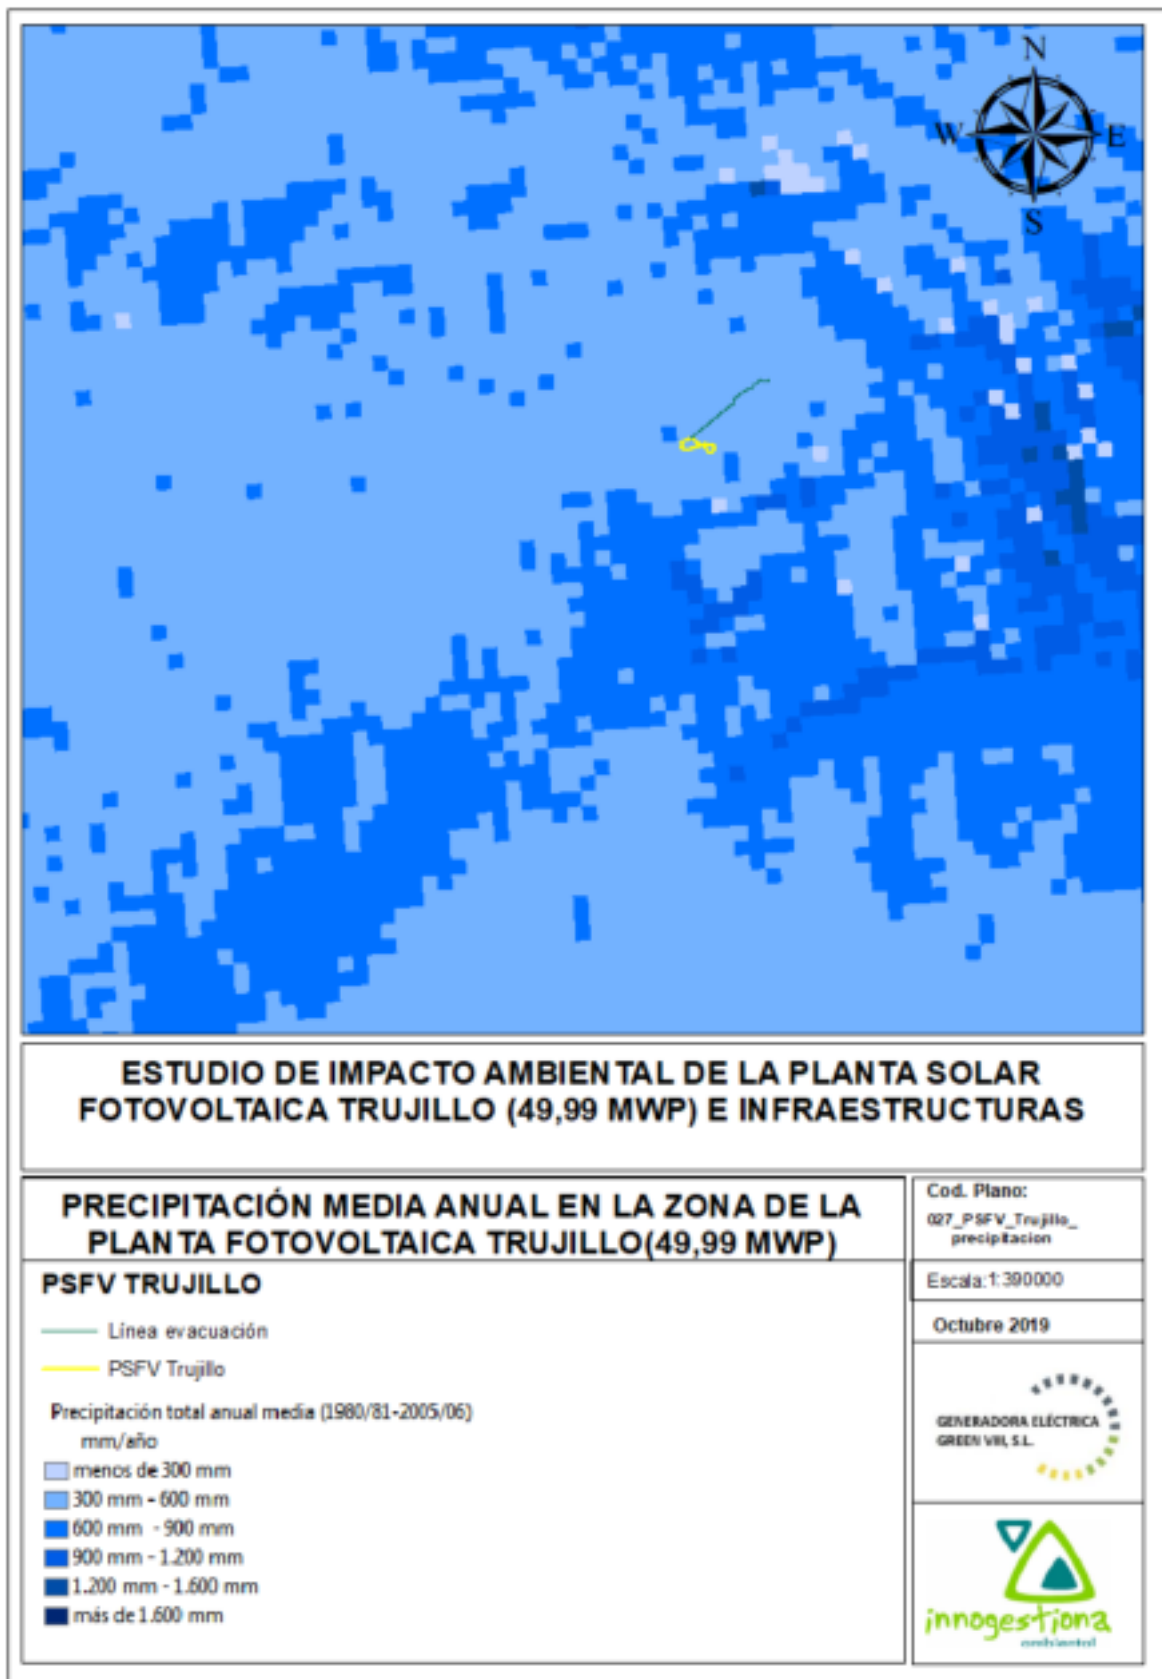 N
W E
S
ESTUDIO DE IMPACTO AMBIENTAL DE LA PLANTA SOLAR
FOTOVOLTAICA TRUJILLO (49,99 MWP) E INFRAESTRUCTURAS
PRECIPITACIÓN MEDIA ANUAL EN LA ZONA DE LA
PLANTA FOTOVOLTAICA TRUJILLO(49,99 MWP)
Cod. Plano:
027_PSFV_Trujillo_
precipitacion
Escala:1:390000
Octubre 2019
PSFV TRUJILLO
Línea evacuación
PSFV Trujillo
Precipitación total anual media (1980/81-2005/06)
mm/año
menos de 300 mm
300 mm - 600 mm
600 mm - 900 mm
900 mm - 1.200 mm
1.200 mm - 1.600 mm
más de 1.600 mm
GENERADORA ELÉCTRICA
GREEN VIII, S.L.
innogestiona
ambiental